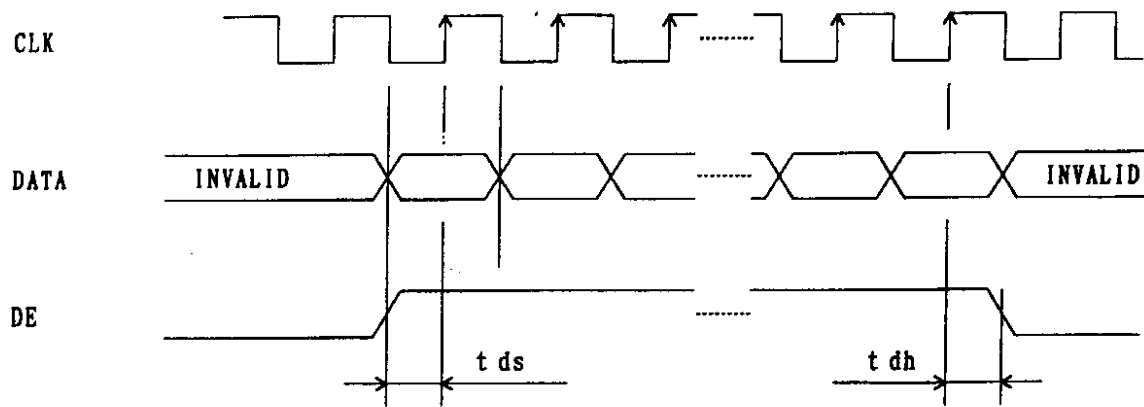 CLK
DATA INVALID INVALID
DE
t ds t dh